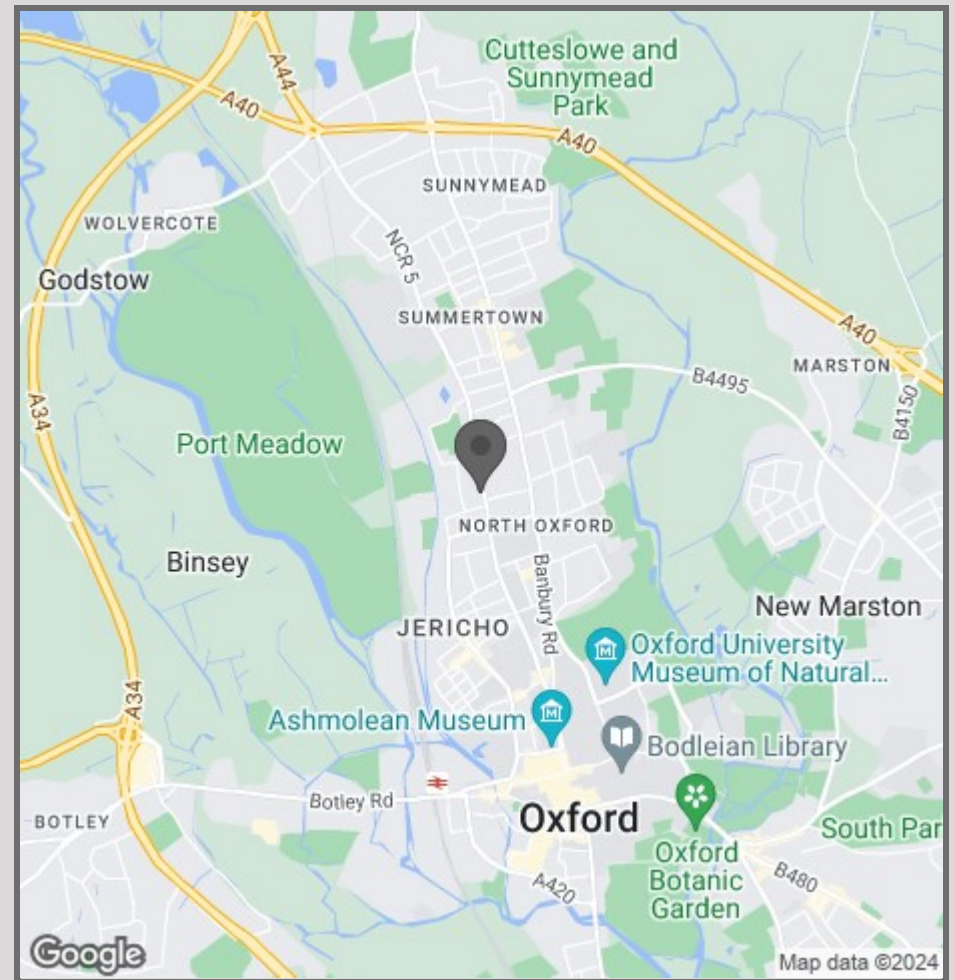 A44
Cutteslowe and
Sunnymead
Park
A40
A40
SUNNYMEAD
WOLVERCOTE
NCR 5
Godstow
SUMMERTOWN
A40
MARSTON
B4495
A34
B4150
Port Meadow
NORTH OXFORD
Binsey
Banbury Rd
New Marston
JERICHO
Oxford University
Museum of Natural...
A34
Ashmolean Museum
Bodleian Library
Botley Rd
Oxford
BOTLEY
South Par
Oxford
Botanic
Garden
A420
B480
Google
Map data ©2024